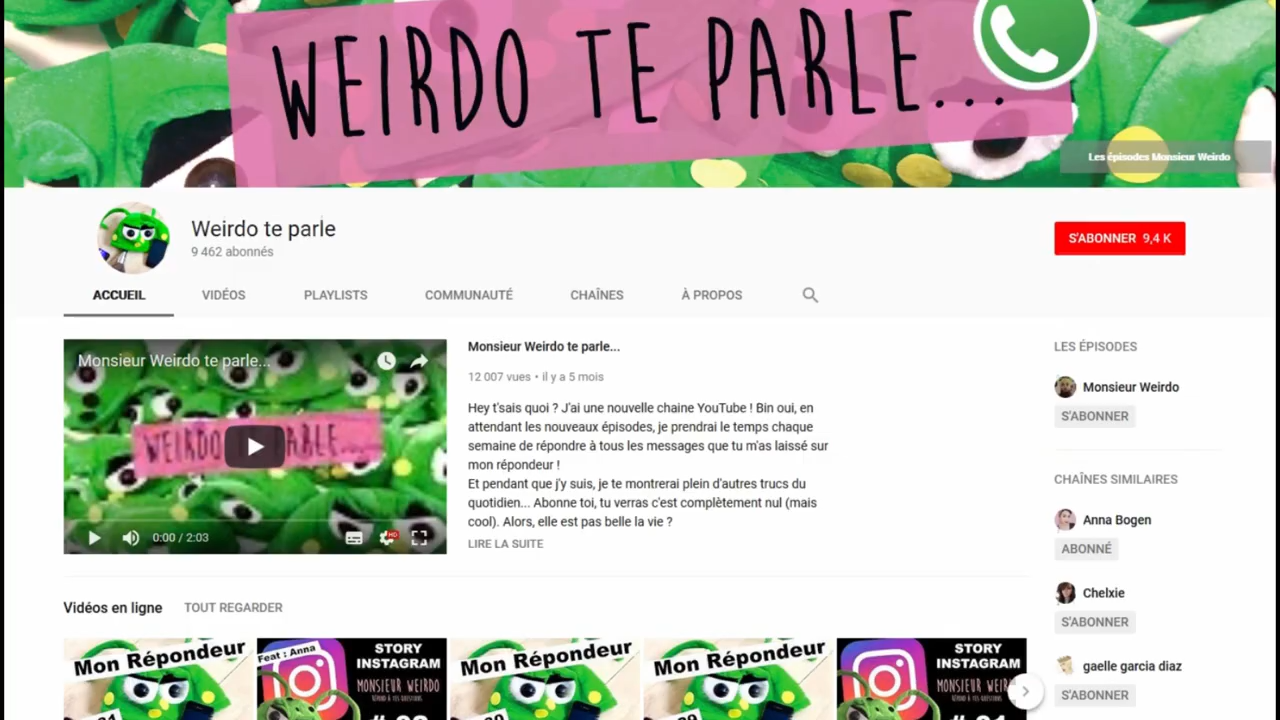 WEIRDO TE PARLE...
Les épisodes Monsieur Weirdo
Weirdo te parle
9 462 abonnés
S'ABONNER 9,4 K
ACCUEIL VIDÉOS PLAYLISTS COMMUNAUTÉ CHAÎNES À PROPOS
Monsieur Weirdo te parle...
WEIRDO PARLE...
0:00 / 2:03
HD
Monsieur Weirdo te parle...
12 007 vues • il y a 5 mois
Hey t'sais quoi ? J'ai une nouvelle chaine YouTube ! Bin oui, en
attendant les nouveaux épisodes, je prendrai le temps chaque
semaine de répondre à tous les messages que tu m'as laissé sur
mon répondeur !
Et pendant que j'y suis, je te montrerai plein d'autres trucs du
quotidien... Abonne toi, tu verras c'est complètement nul (mais
cool). Alors, elle est pas belle la vie ?
LIRE LA SUITE
LES ÉPISODES
Monsieur Weirdo
S'ABONNER
CHAÎNES SIMILAIRES
Anna Bogen
ABONNÉ
Chelxie
S'ABONNER
gaelle garcia diaz
S'ABONNER
Vidéos en ligne TOUT REGARDER
Mon Répondeur
Feat : Anna
STORY
INSTAGRAM
MONSIEUR WEIRDO
RÉPOND À TES QUESTIONS
Mon Répondeur
Mon Répondeur
STORY
INSTAGRAM
MONSIEUR